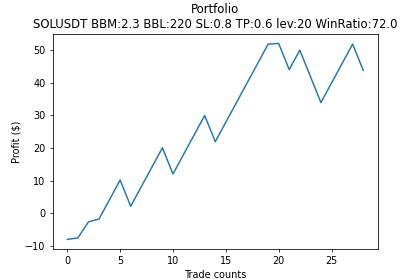 Portfolio
SOLUSDT BBM:2.3 BBL:220 SL:0.8 TP:0.6 lev:20 WinRatio:72.0
50
40
30
20
10
0
−10
Profit ($)
0 5 10 15 20 25
Trade counts